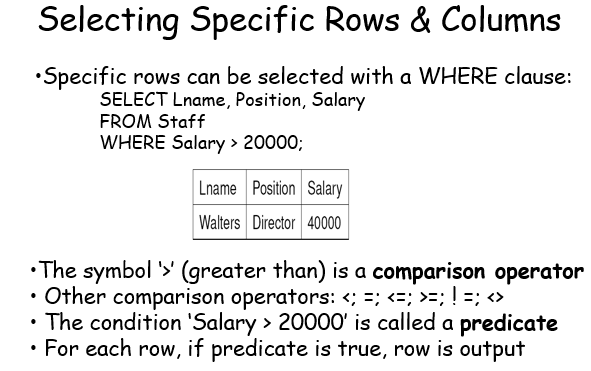 Selecting Specific Rows & Columns
•Specific rows can be selected with a WHERE clause:
SELECT Lname, Position, Salary
FROM Staff
WHERE Salary > 20000;
Lname Position Salary
Walters Director 40000
•The symbol '>' (greater than) is a comparison operator
• Other comparison operators: <; =; <=; >=; ! =; <>
• The condition 'Salary > 20000' is called a predicate
• For each row, if predicate is true, row is output